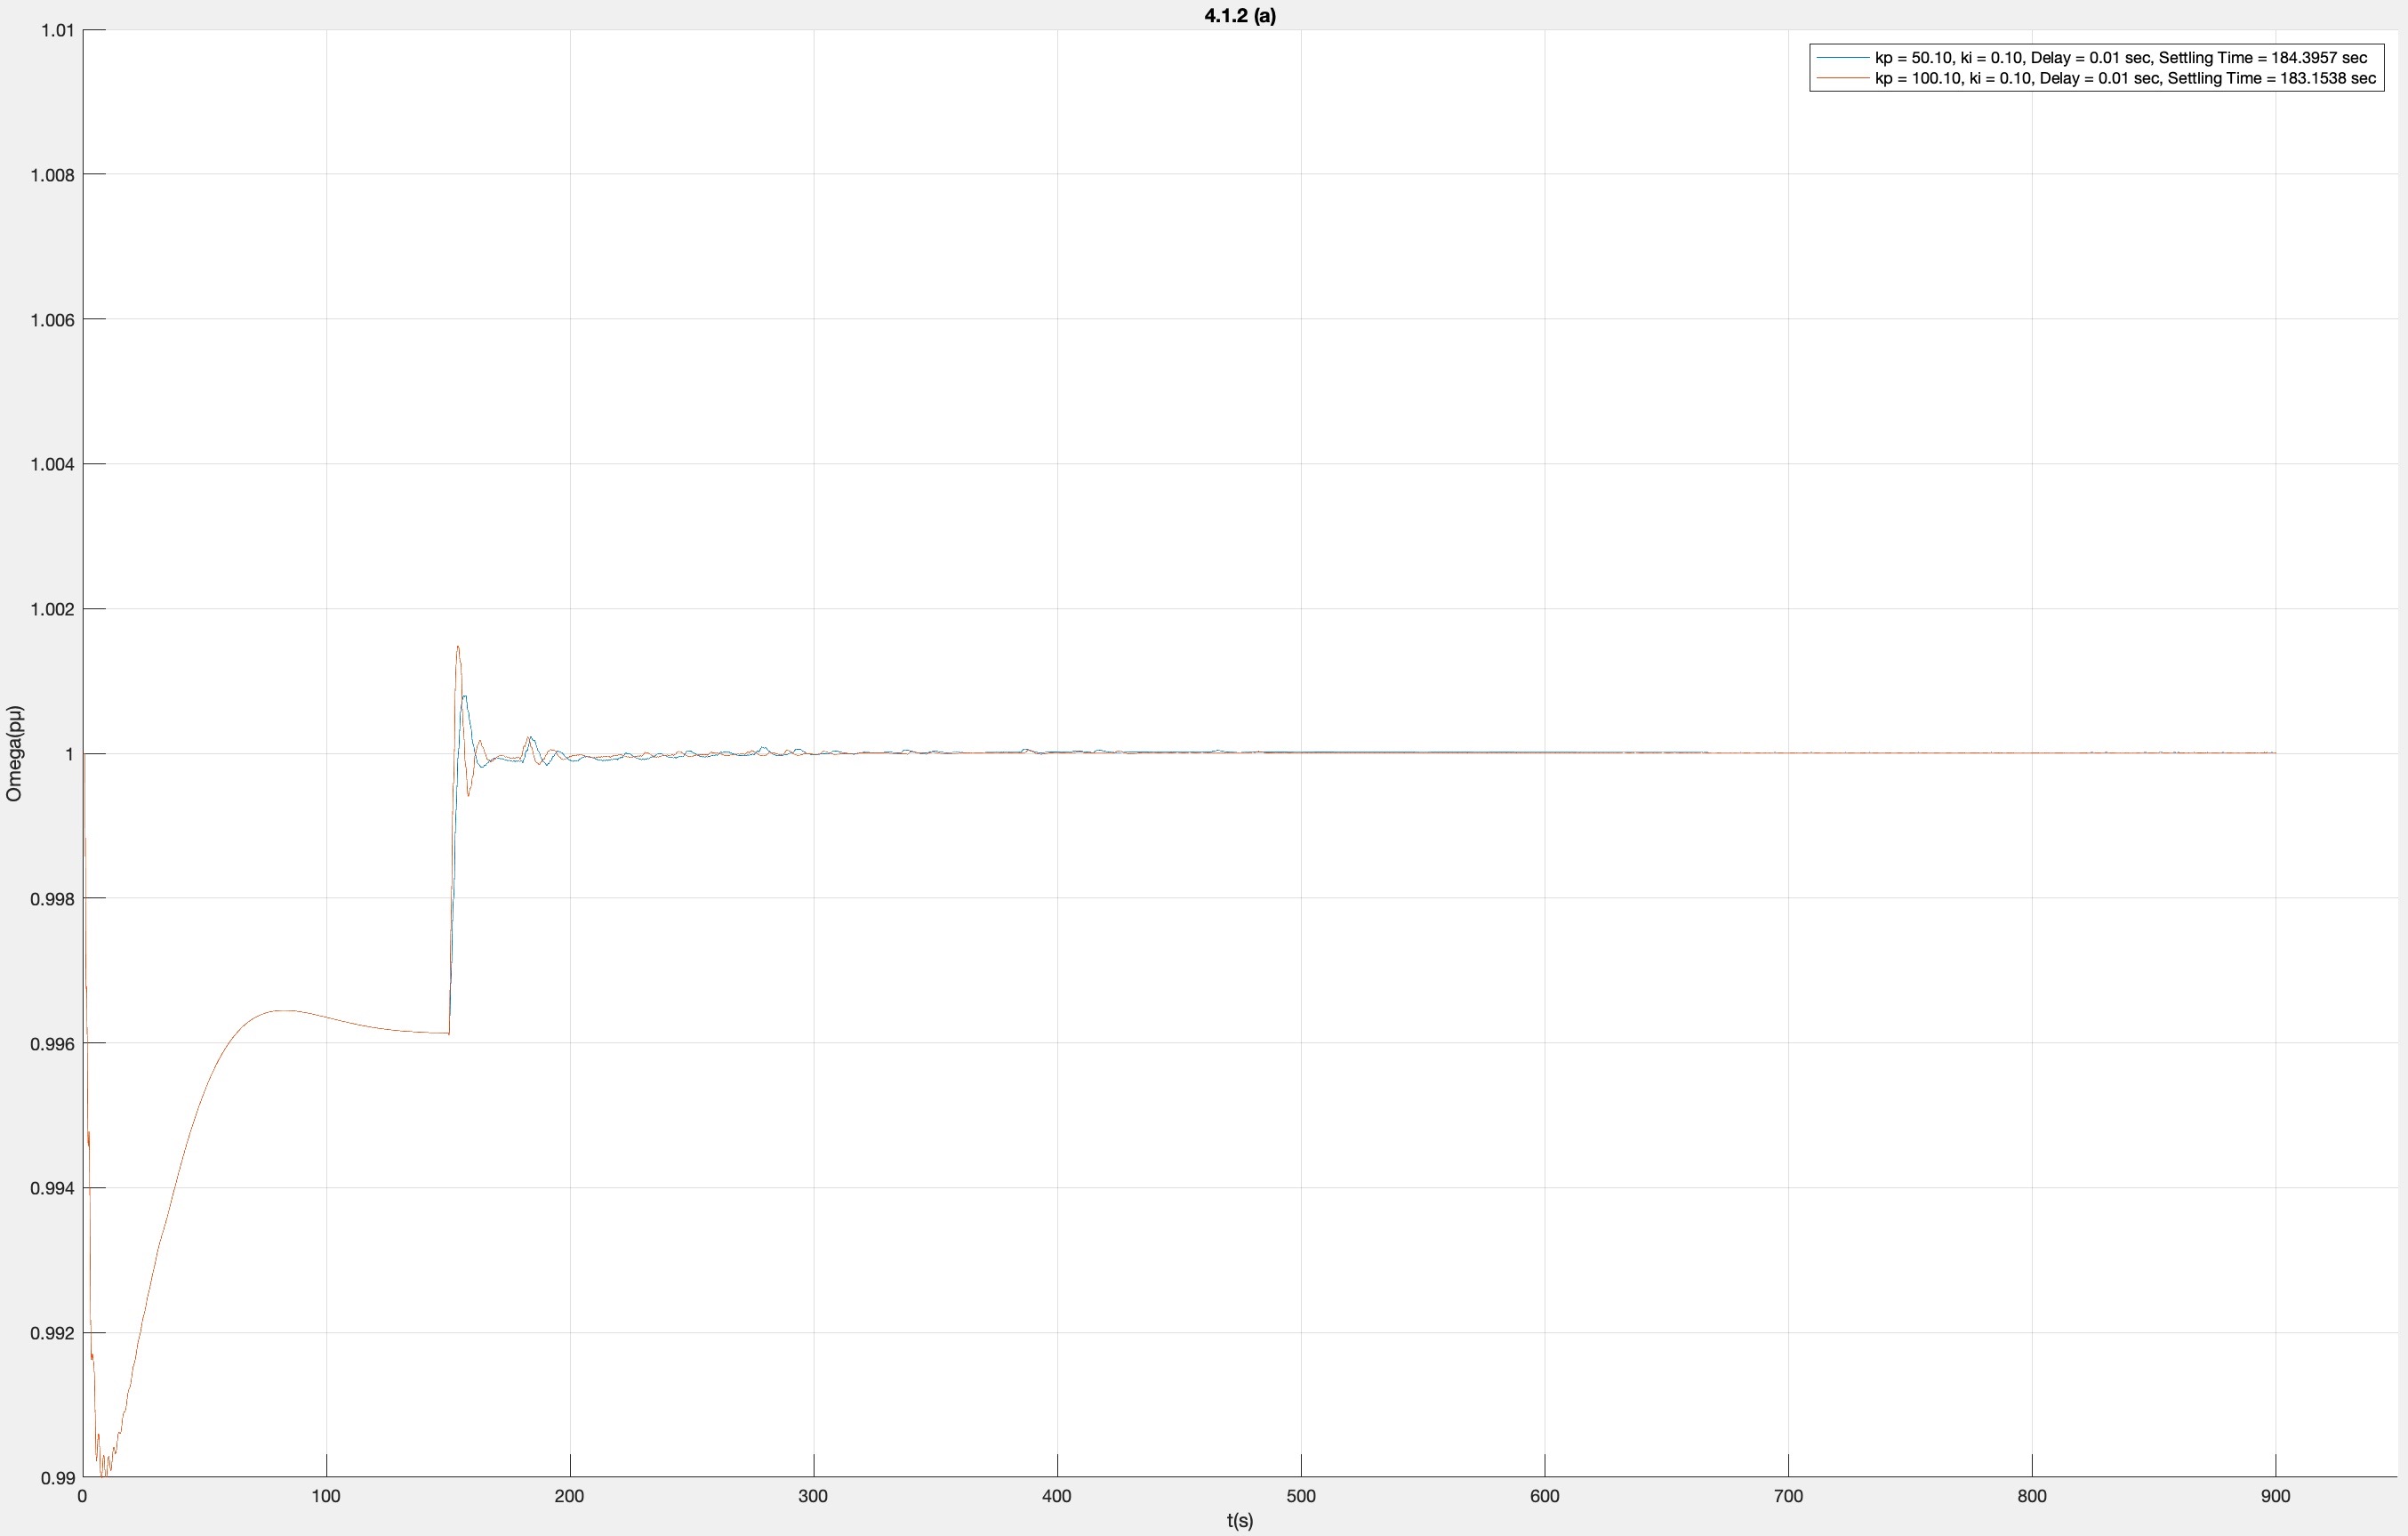 4.1.2 (a)
kp = 50.10, ki = 0.10, Delay = 0.01 sec, Settling Time = 184.3957 sec
kp = 100.10, ki = 0.10, Delay = 0.01 sec, Settling Time = 183.1538 sec
1.01
1.008
1.006
1.004
1.002
1
0.998
0.996
0.994
0.992
0.99
Omega(pμ)
0 100 200 300 400 500 600 700 800 900
t(s)